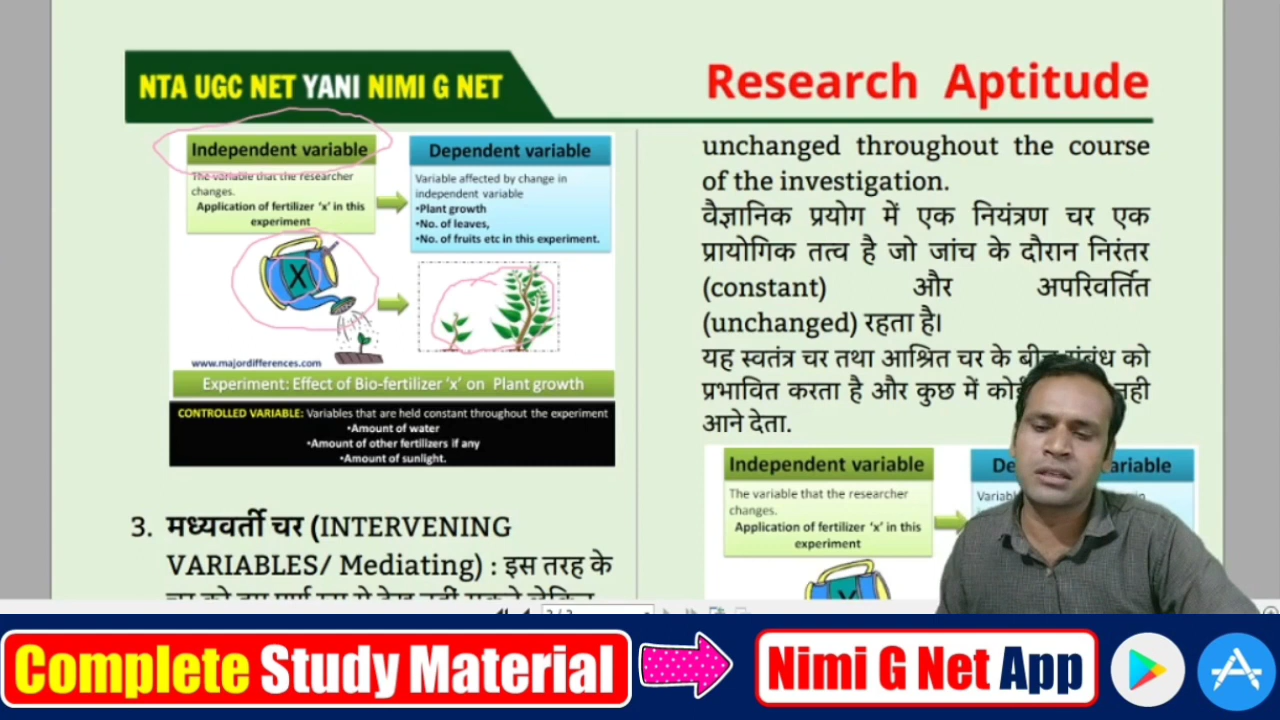 NTA UGC NET YANI NIMI G NET
Research Aptitude
Independent variable
The variable that the researcher
changes.
Application of fertilizer ‘x’ in this
experiment
Dependent variable
Variable affected by change in
independent variable
•Plant growth
•No. of leaves,
•No. of fruits etc in this experiment.
X
www.majordifferences.com
Experiment: Effect of Bio-fertilizer ‘x’ on Plant growth
CONTROLLED VARIABLE: Variables that are held constant throughout the experiment
•Amount of water
•Amount of other fertilizers if any
•Amount of sunlight.
3. मध्यवर्ती चर (INTERVENING
VARIABLES/ Mediating) : इस तरह के
unchanged throughout the course
of the investigation.
वैज्ञानिक प्रयोग में एक नियंत्रण चर एक
प्रायोगिक तत्व है जो जांच के दौरान निरंतर
(constant) और अपरिवर्तित
(unchanged) रहता है।
यह स्वतंत्र चर तथा आश्रित चर के बीच संबंध को
प्रभावित करता है और कुछ में कोई नही
आने देता.
Independent variable
The variable that the researcher
changes.
Application of fertilizer ‘x’ in this
experiment
Complete Study Material
Nimi G Net App